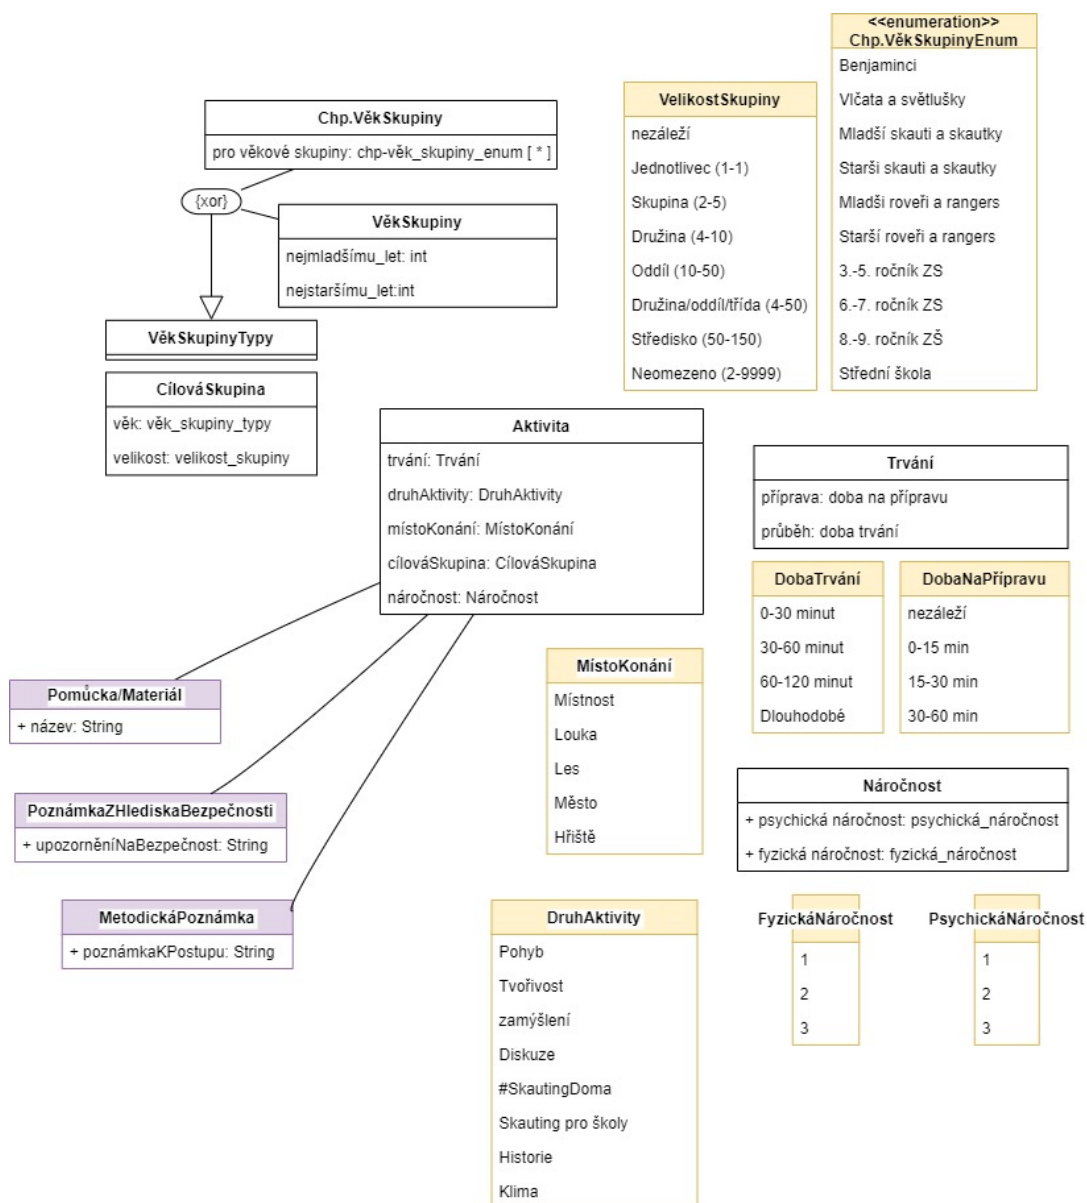 <<enumeration>>
Chp.VěkSkupinyEnum
Benjaminci
Vlčata a světlušky
Mladší skauti a skautky
Starši skauti a skautky
Mladši roveři a rangers
Starší roveři a rangers
3.-5. ročník ZS
6.-7. ročník ZS
8.-9. ročník ZŠ
Střední škola
VelikostSkupiny
nezáleží
Jednotlivec (1-1)
Skupina (2-5)
Družina (4-10)
Oddíl (10-50)
Družina/oddíl/třída (4-50)
Středisko (50-150)
Neomezeno (2-9999)
Chp.VěkSkupiny
pro věkové skupiny: chp-věk_skupiny_enum [ * ]
{xor}
VěkSkupiny
nejmladšímu_let: int
nejstaršímu_let:int
VěkSkupinyTypy
CílováSkupina
věk: věk_skupiny_typy
velikost: velikost_skupiny
Aktivita
trvání: Trvání
druhAktivity: DruhAktivity
místoKonání: MístoKonání
cílováSkupina: CílováSkupina
náročnost: Náročnost
Trvání
příprava: doba na přípravu
průběh: doba trvání
DobaTrvání
0-30 minut
30-60 minut
60-120 minut
Dlouhodobé
DobaNaPřípravu
nezáleží
0-15 min
15-30 min
30-60 min
Pomůcka/Materiál
+ název: String
PoznámkaZHlediskaBezpečnosti
+ upozorněníNaBezpečnost: String
MetodickáPoznámka
+ poznámkaKPostupu: String
MístoKonání
Místnost
Louka
Les
Město
Hřiště
Náročnost
+ psychická náročnost: psychická_náročnost
+ fyzická náročnost: fyzická_náročnost
FyzickáNáročnost
1
2
3
PsychickáNáročnost
1
2
3
DruhAktivity
Pohyb
Tvořivost
zamýšlení
Diskuze
#SkautingDoma
Skauting pro školy
Historie
Klima